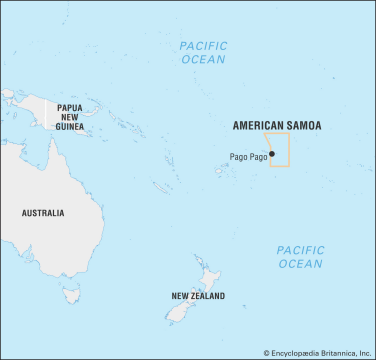 PACIFIC
OCEAN
PAPUA
NEW
GUINEA
AMERICAN SAMOA
Pago Pago
AUSTRALIA
PACIFIC
OCEAN
NEW ZEALAND
© Encyclopædia Britannica, Inc.